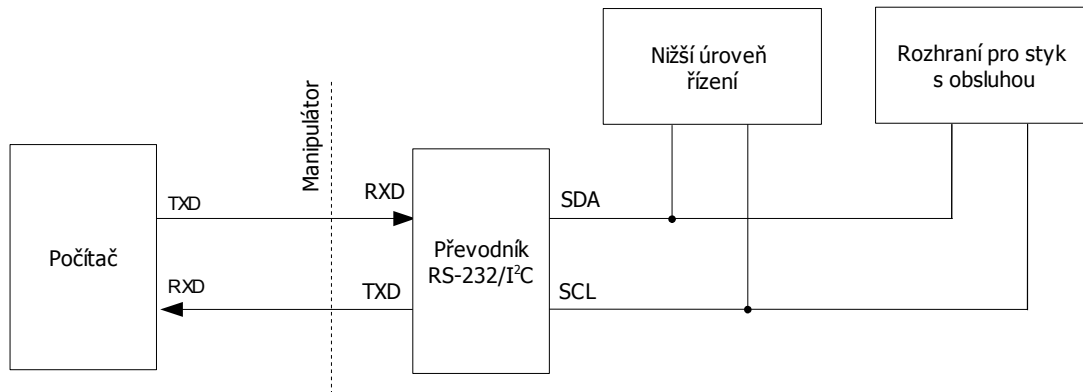 Nižší úroveň
řízení
Rozhraní pro styk
s obsluhou
Manipulátor
TXD
RXD
SDA
Počítač
Převodník
RS-232/I²C
RXD
TXD
SCL